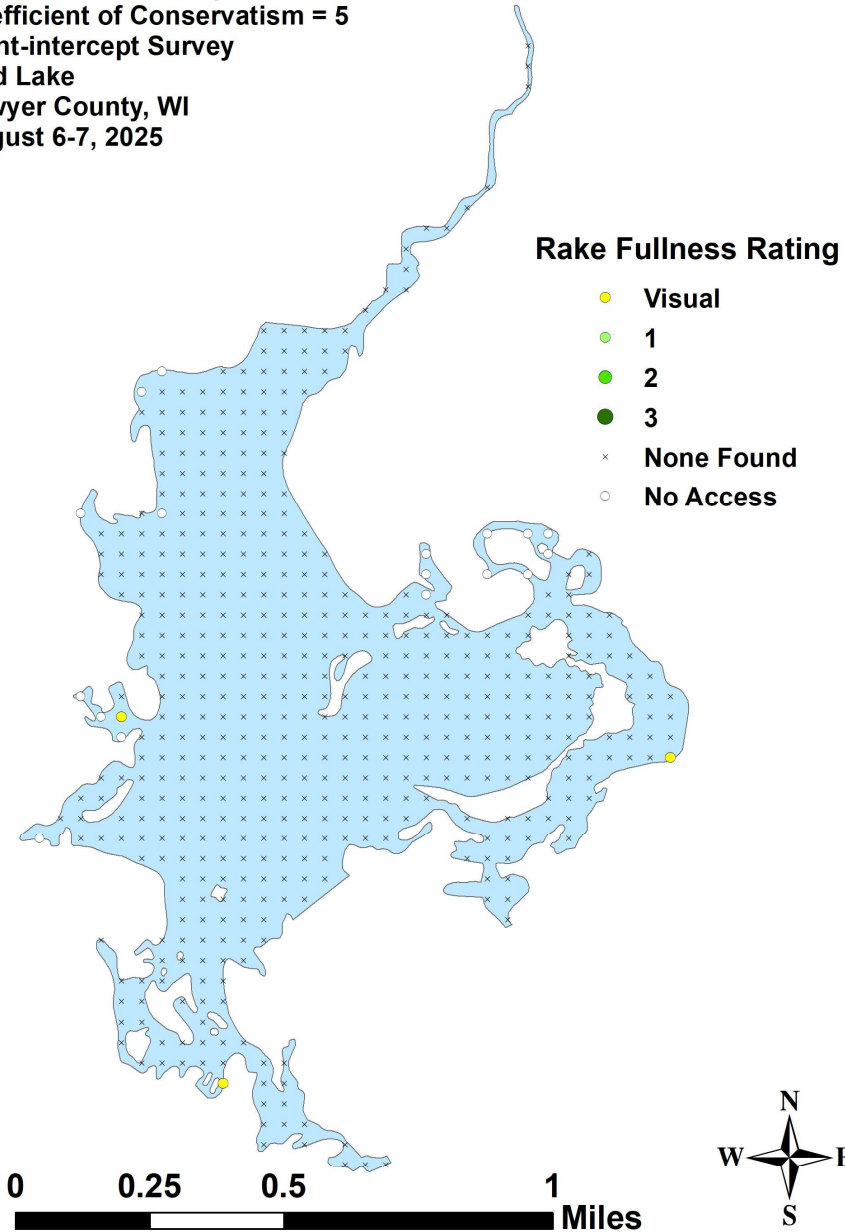 efficient of Conservatism = 5
nt-intercept Survey
d Lake
yer County, WI
gust 6-7, 2025
Rake Fullness Rating
Visual
1
2
3
None Found
No Access
N
W
E
S
0 0.25 0.5 1
Miles